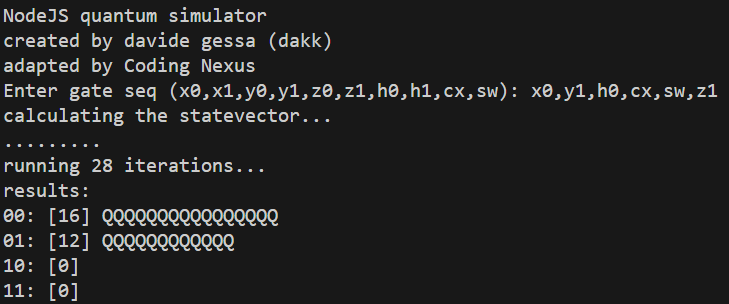 NodeJS quantum simulator
created by davide gessa (dakk)
adapted by Coding Nexus
Enter gate seq (x0,x1,y0,y1,z0,z1,h0,h1,cx,sw): x0,y1,h0,cx,sw,z1
calculating the statevector...
.........
running 28 iterations...
results:
00: [16] QQQQQQQQQQQQQQQQ
01: [12] QQQQQQQQQQQQ
10: [0]
11: [0]